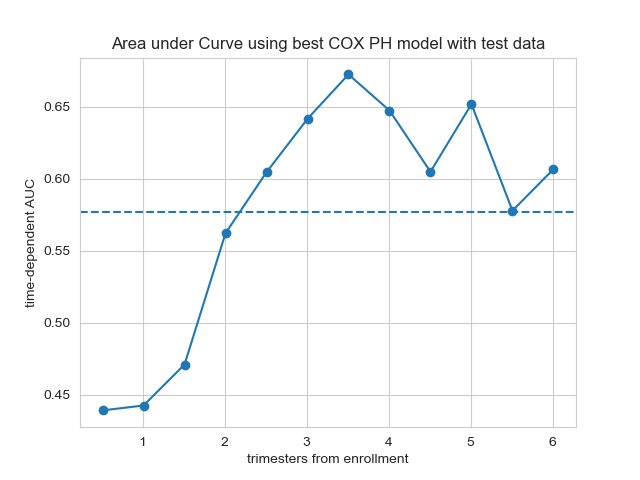 Area under Curve using best COX PH model with test data
time-dependent AUC
0.65
0.60
0.55
0.50
0.45
1 2 3 4 5 6
trimesters from enrollment